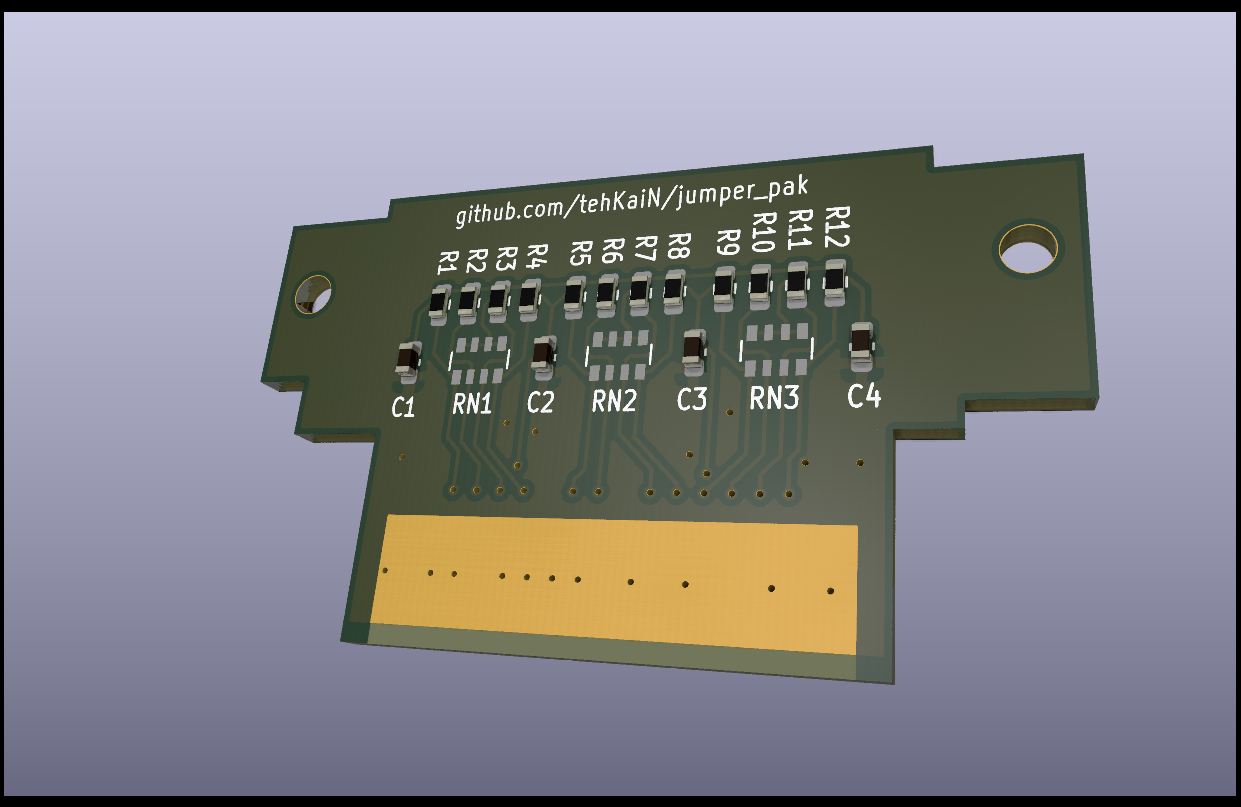 github.com/tehKaiN/jumper_pak
R1 R2 R3 R4 R5 R6 R7 R8 R9 R10 R11 R12
C1 RN1 C2 RN2 C3 RN3 C4